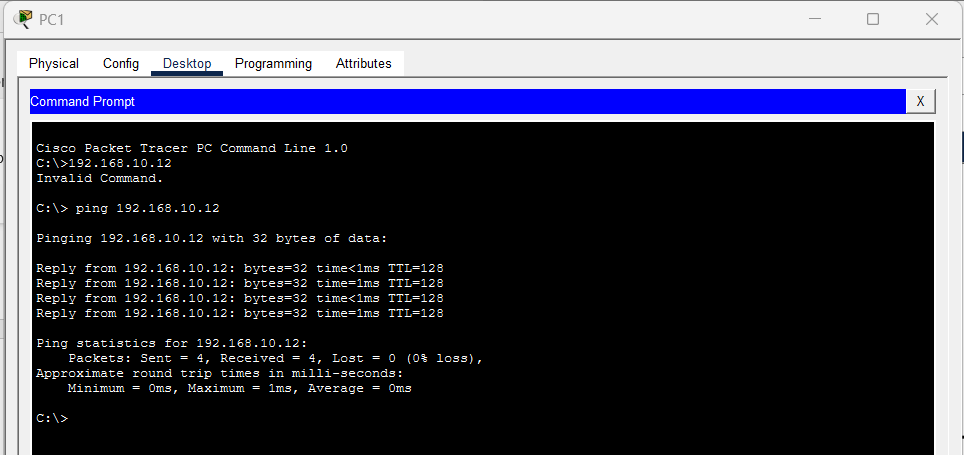 PC1
Physical Config Desktop Programming Attributes
Command Prompt X
Cisco Packet Tracer PC Command Line 1.0
C:\>192.168.10.12
Invalid Command.
C:\> ping 192.168.10.12
Pinging 192.168.10.12 with 32 bytes of data:
Reply from 192.168.10.12: bytes=32 time<1ms TTL=128
Reply from 192.168.10.12: bytes=32 time=1ms TTL=128
Reply from 192.168.10.12: bytes=32 time<1ms TTL=128
Reply from 192.168.10.12: bytes=32 time=1ms TTL=128
Ping statistics for 192.168.10.12:
Packets: Sent = 4, Received = 4, Lost = 0 (0% loss),
Approximate round trip times in milli-seconds:
Minimum = 0ms, Maximum = 1ms, Average = 0ms
C:\>